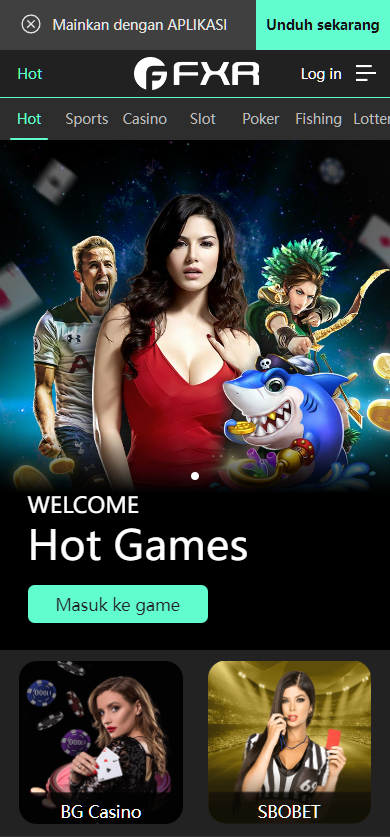 Mainkan dengan APLIKASI
Unduh sekarang
Hot
GFXR
Log in
Hot Sports Casino Slot Poker Fishing Lotter
WELCOME
Hot Games
Masuk ke game
BG Casino
SBOBET